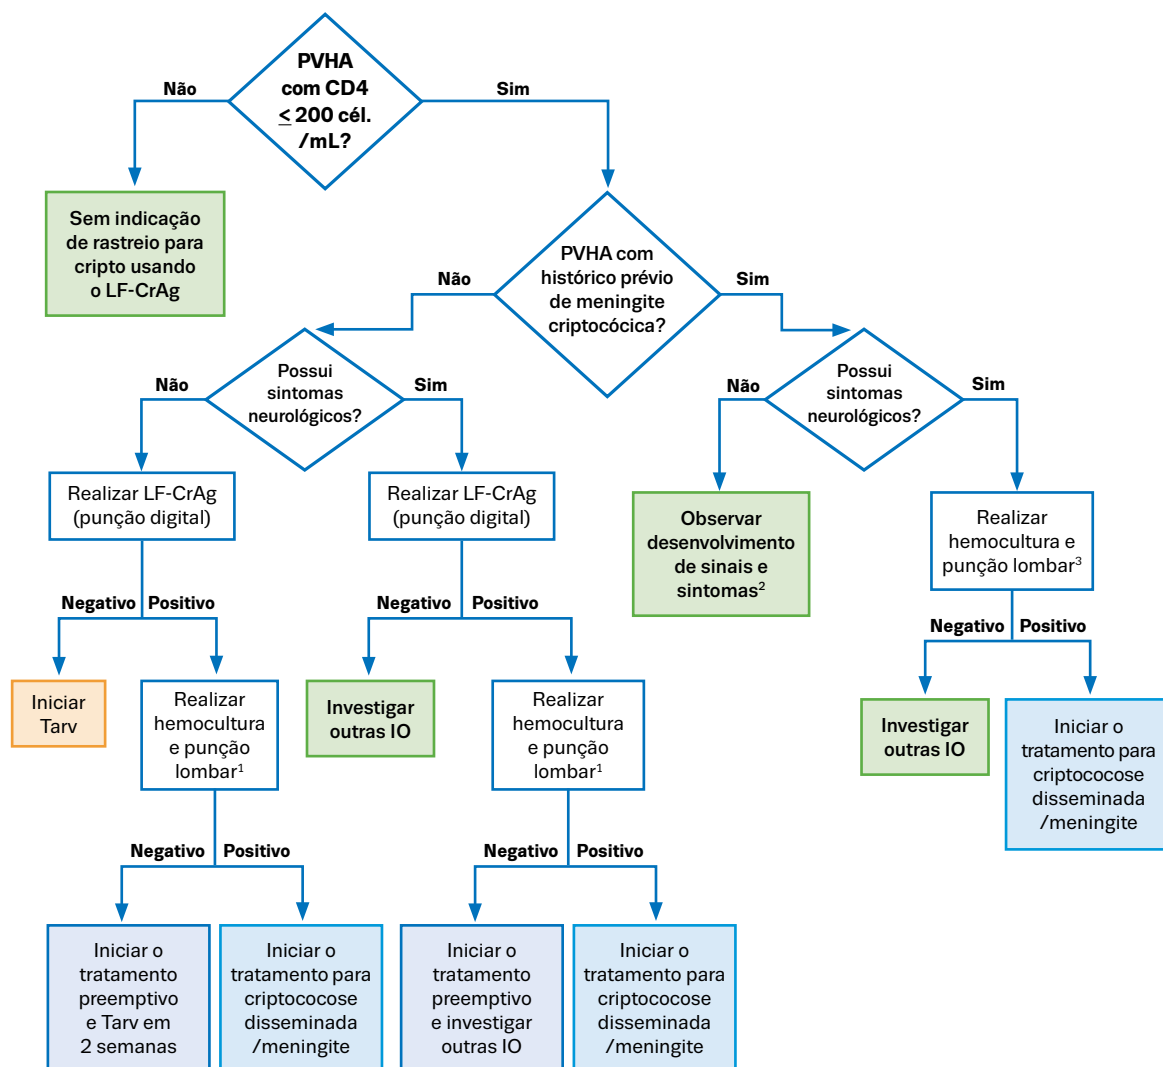 PVHA
com CD4
≤ 200 cél.
/mL?
Não
Sim
Sem indicação
de rastreio para
cripto usando
o LF-CrAg
PVHA com
histórico prévio
de meningite
criptocócica?
Não
Sim
Possui
sintomas
neurológicos?
Não
Sim
Possui
sintomas
neurológicos?
Não
Sim
Realizar LF-CrAg
(punção digital)
Realizar LF-CrAg
(punção digital)
Observar
desenvolvimento
de sinais e
sintomas²
Realizar
hemocultura e
punção lombar³
Negativo Positivo
Negativo Positivo
Negativo Positivo
Iniciar
Tarv
Realizar
hemocultura
e punção
lombar¹
Investigar
outras IO
Realizar
hemocultura
e punção
lombar¹
Investigar
outras IO
Iniciar o
tratamento para
criptococose
disseminada
/meningite
Negativo Positivo
Negativo Positivo
Iniciar o
tratamento
preemptivo
e Tarv em
2 semanas
Iniciar o
tratamento para
criptococose
disseminada
/meningite
Iniciar o
tratamento
preemptivo
e investigar
outras IO
Iniciar o
tratamento para
criptococose
disseminada
/meningite